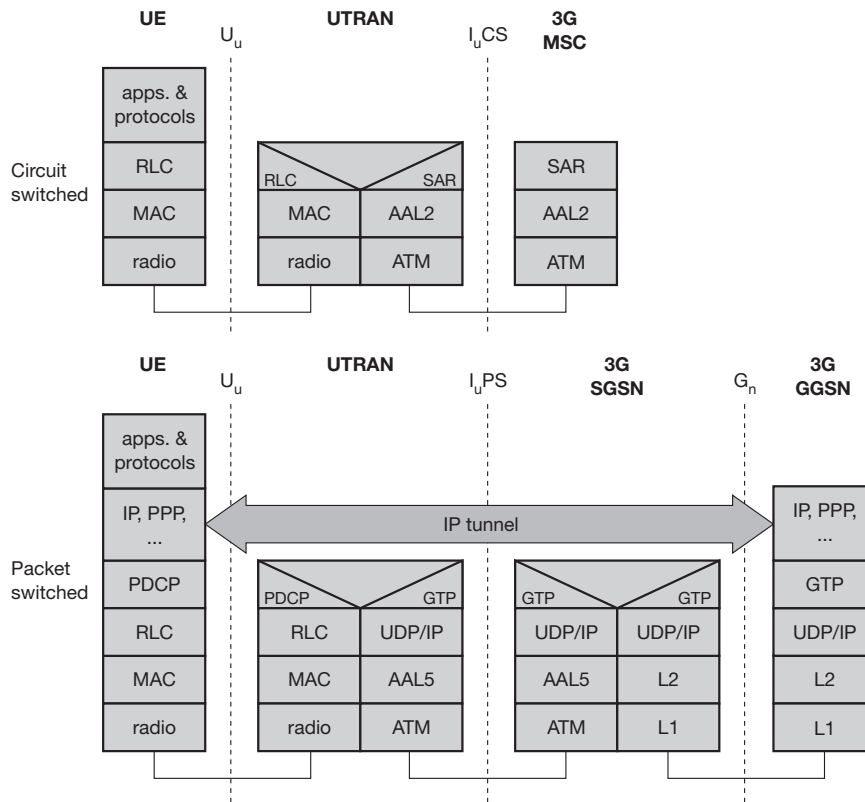 UE
UTRAN
3G
MSC
Uu
IuCS
apps. &
protocols
Circuit
switched
RLC
RLC
SAR
SAR
MAC
MAC
AAL2
AAL2
radio
radio
ATM
ATM
UE
UTRAN
3G
SGSN
3G
GGSN
Uu
IuPS
Gn
apps. &
protocols
IP, PPP,
...
IP tunnel
IP, PPP,
...
Packet
switched
PDCP
PDCP
GTP
GTP
GTP
GTP
RLC
RLC
UDP/IP
UDP/IP
UDP/IP
UDP/IP
MAC
MAC
AAL5
AAL5
L2
L2
radio
radio
ATM
ATM
L1
L1